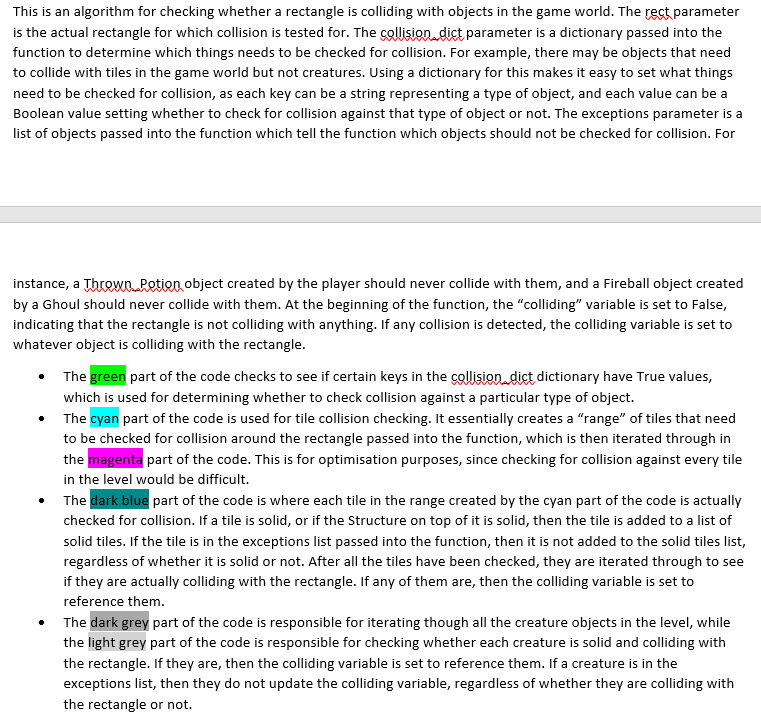 This is an algorithm for checking whether a rectangle is colliding with objects in the game world. The rect parameter
is the actual rectangle for which collision is tested for. The collision_dict parameter is a dictionary passed into the
function to determine which things needs to be checked for collision. For example, there may be objects that need
to collide with tiles in the game world but not creatures. Using a dictionary for this makes it easy to set what things
need to be checked for collision, as each key can be a string representing a type of object, and each value can be a
Boolean value setting whether to check for collision against that type of object or not. The exceptions parameter is a
list of objects passed into the function which tell the function which objects should not be checked for collision. For
instance, a Thrown_Potion object created by the player should never collide with them, and a Fireball object created
by a Ghoul should never collide with them. At the beginning of the function, the “colliding” variable is set to False,
indicating that the rectangle is not colliding with anything. If any collision is detected, the colliding variable is set to
whatever object is colliding with the rectangle.
• The green part of the code checks to see if certain keys in the collision_dict dictionary have True values,
which is used for determining whether to check collision against a particular type of object.
• The cyan part of the code is used for tile collision checking. It essentially creates a “range” of tiles that need
to be checked for collision around the rectangle passed into the function, which is then iterated through in
the magenta part of the code. This is for optimisation purposes, since checking for collision against every tile
in the level would be difficult.
• The dark blue part of the code is where each tile in the range created by the cyan part of the code is actually
checked for collision. If a tile is solid, or if the Structure on top of it is solid, then the tile is added to a list of
solid tiles. If the tile is in the exceptions list passed into the function, then it is not added to the solid tiles list,
regardless of whether it is solid or not. After all the tiles have been checked, they are iterated through to see
if they are actually colliding with the rectangle. If any of them are, then the colliding variable is set to
reference them.
• The dark grey part of the code is responsible for iterating though all the creature objects in the level, while
the light grey part of the code is responsible for checking whether each creature is solid and colliding with
the rectangle. If they are, then the colliding variable is set to reference them. If a creature is in the
exceptions list, then they do not update the colliding variable, regardless of whether they are colliding with
the rectangle or not.